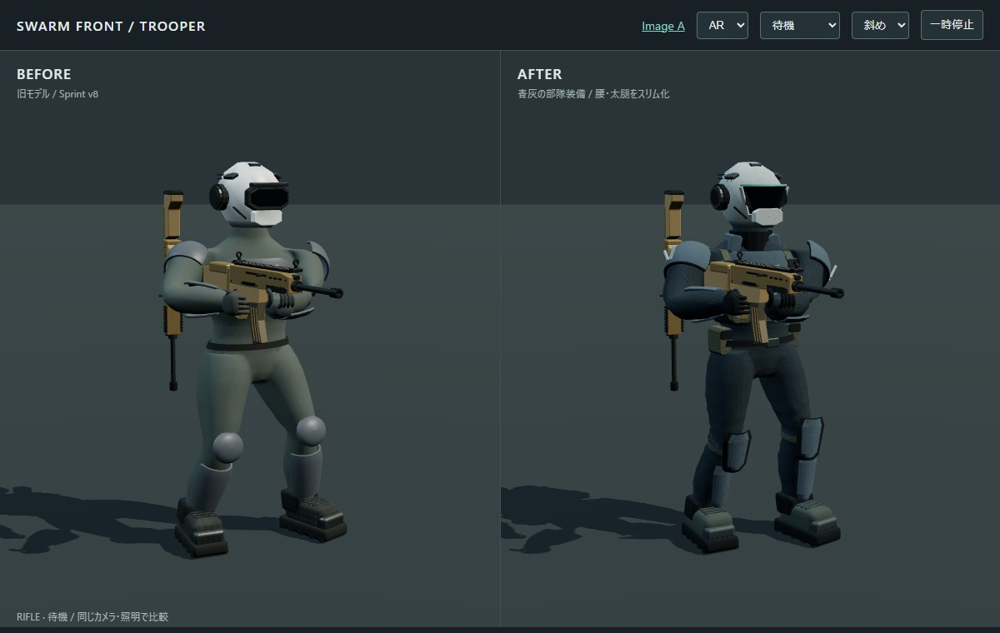 SWARM FRONT / TROOPER
Image A
AR
待機
斜め
一時停止
BEFORE
旧モデル / Sprint v8
AFTER
青灰の部隊装備 / 腰・太腿をスリム化
RIFLE · 待機 / 同じカメラ・照明で比較